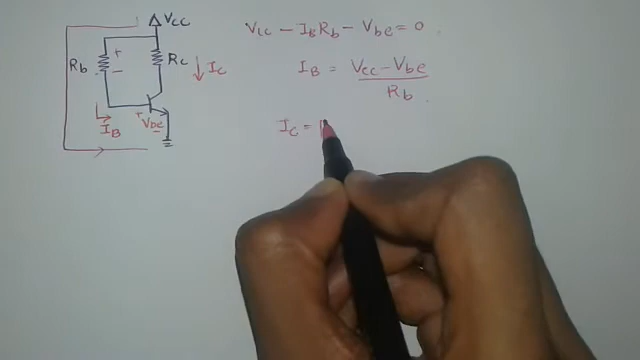 Vcc
Rb + Rc Ic
-
+ Vbe
IB
Vcc - IBRb - Vbe = 0
IB = Vcc - Vbe
Rb
Ic =